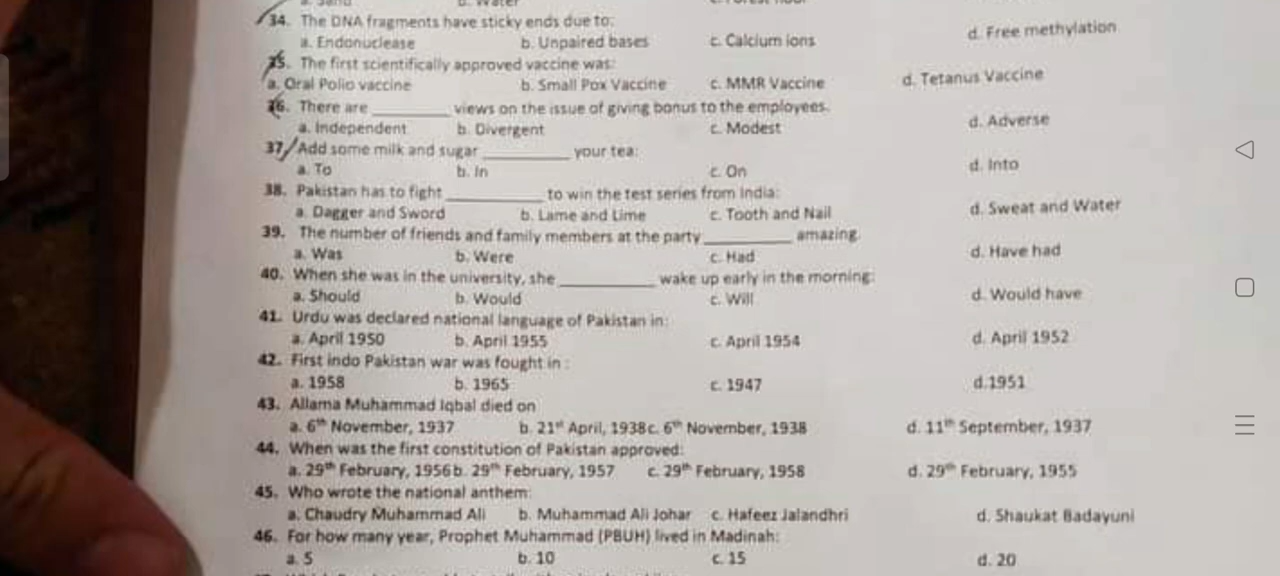 34. The DNA fragments have sticky ends due to:
a. Endonuclease b. Unpaired bases c. Calcium ions d. Free methylation
35. The first scientifically approved vaccine was:
a. Oral Polio vaccine b. Small Pox Vaccine c. MMR Vaccine d. Tetanus Vaccine
36. There are ________ views on the issue of giving bonus to the employees.
a. Independent b. Divergent c. Modest d. Adverse
37. Add some milk and sugar ________ your tea:
a. To b. In c. On d. Into
38. Pakistan has to fight ________ to win the test series from India:
a. Dagger and Sword b. Lame and Lime c. Tooth and Nail d. Sweat and Water
39. The number of friends and family members at the party ________ amazing
a. Was b. Were c. Had d. Have had
40. When she was in the university, she ________ wake up early in the morning:
a. Should b. Would c. Will d. Would have
41. Urdu was declared national language of Pakistan in:
a. April 1950 b. April 1955 c. April 1954 d. April 1952
42. First indo Pakistan war was fought in :
a. 1958 b. 1965 c. 1947 d.1951
43. Allama Muhammad Iqbal died on
a. 6th November, 1937 b. 21st April, 1938c. 6th November, 1938 d. 11th September, 1937
44. When was the first constitution of Pakistan approved:
a. 29th February, 1956b. 29th February, 1957 c. 29th February, 1958 d. 29th February, 1955
45. Who wrote the national anthem:
a. Chaudry Muhammad Ali b. Muhammad Ali Johar c. Hafeez Jalandhri d. Shaukat Badayuni
46. For how many year, Prophet Muhammad (PBUH) lived in Madinah:
a. 5 b. 10 c. 15 d. 20